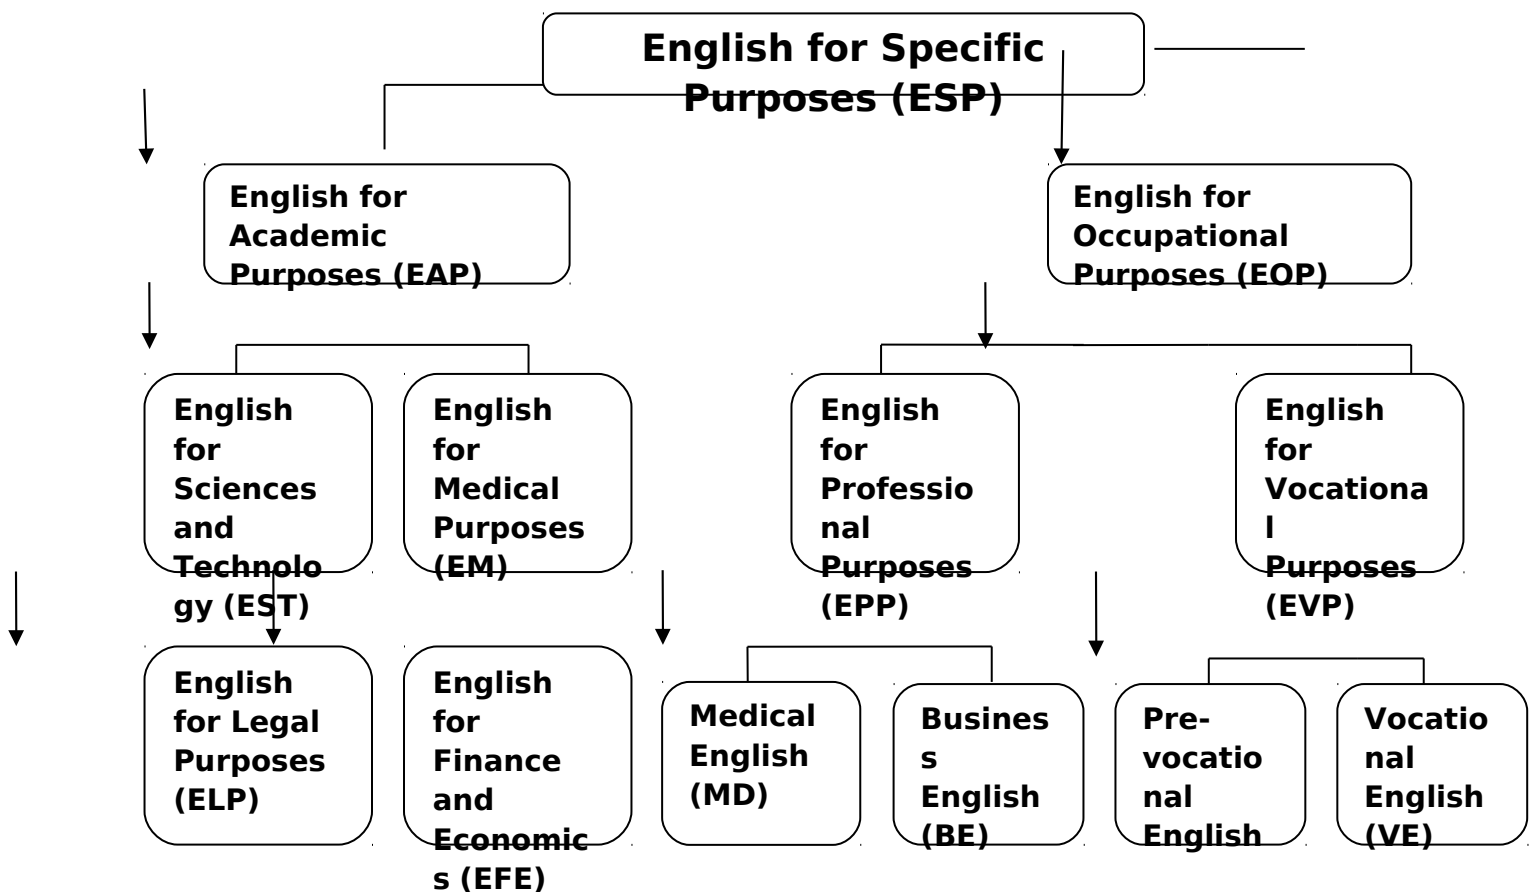 English for Specific
Purposes (ESP)
English for
Academic
Purposes (EAP)
English for
Occupational
Purposes (EOP)
English
for
Sciences
and
Technolo
gy (EST)
English
for
Medical
Purposes
(EM)
English
for
Professio
nal
Purposes
(EPP)
English
for
Vocationa
l
Purposes
(EVP)
English
for Legal
Purposes
(ELP)
English
for
Finance
and
Economic
s (EFE)
Medical
English
(MD)
Busines
s
English
(BE)
Pre-
vocatio
nal
English
Vocatio
nal
English
(VE)